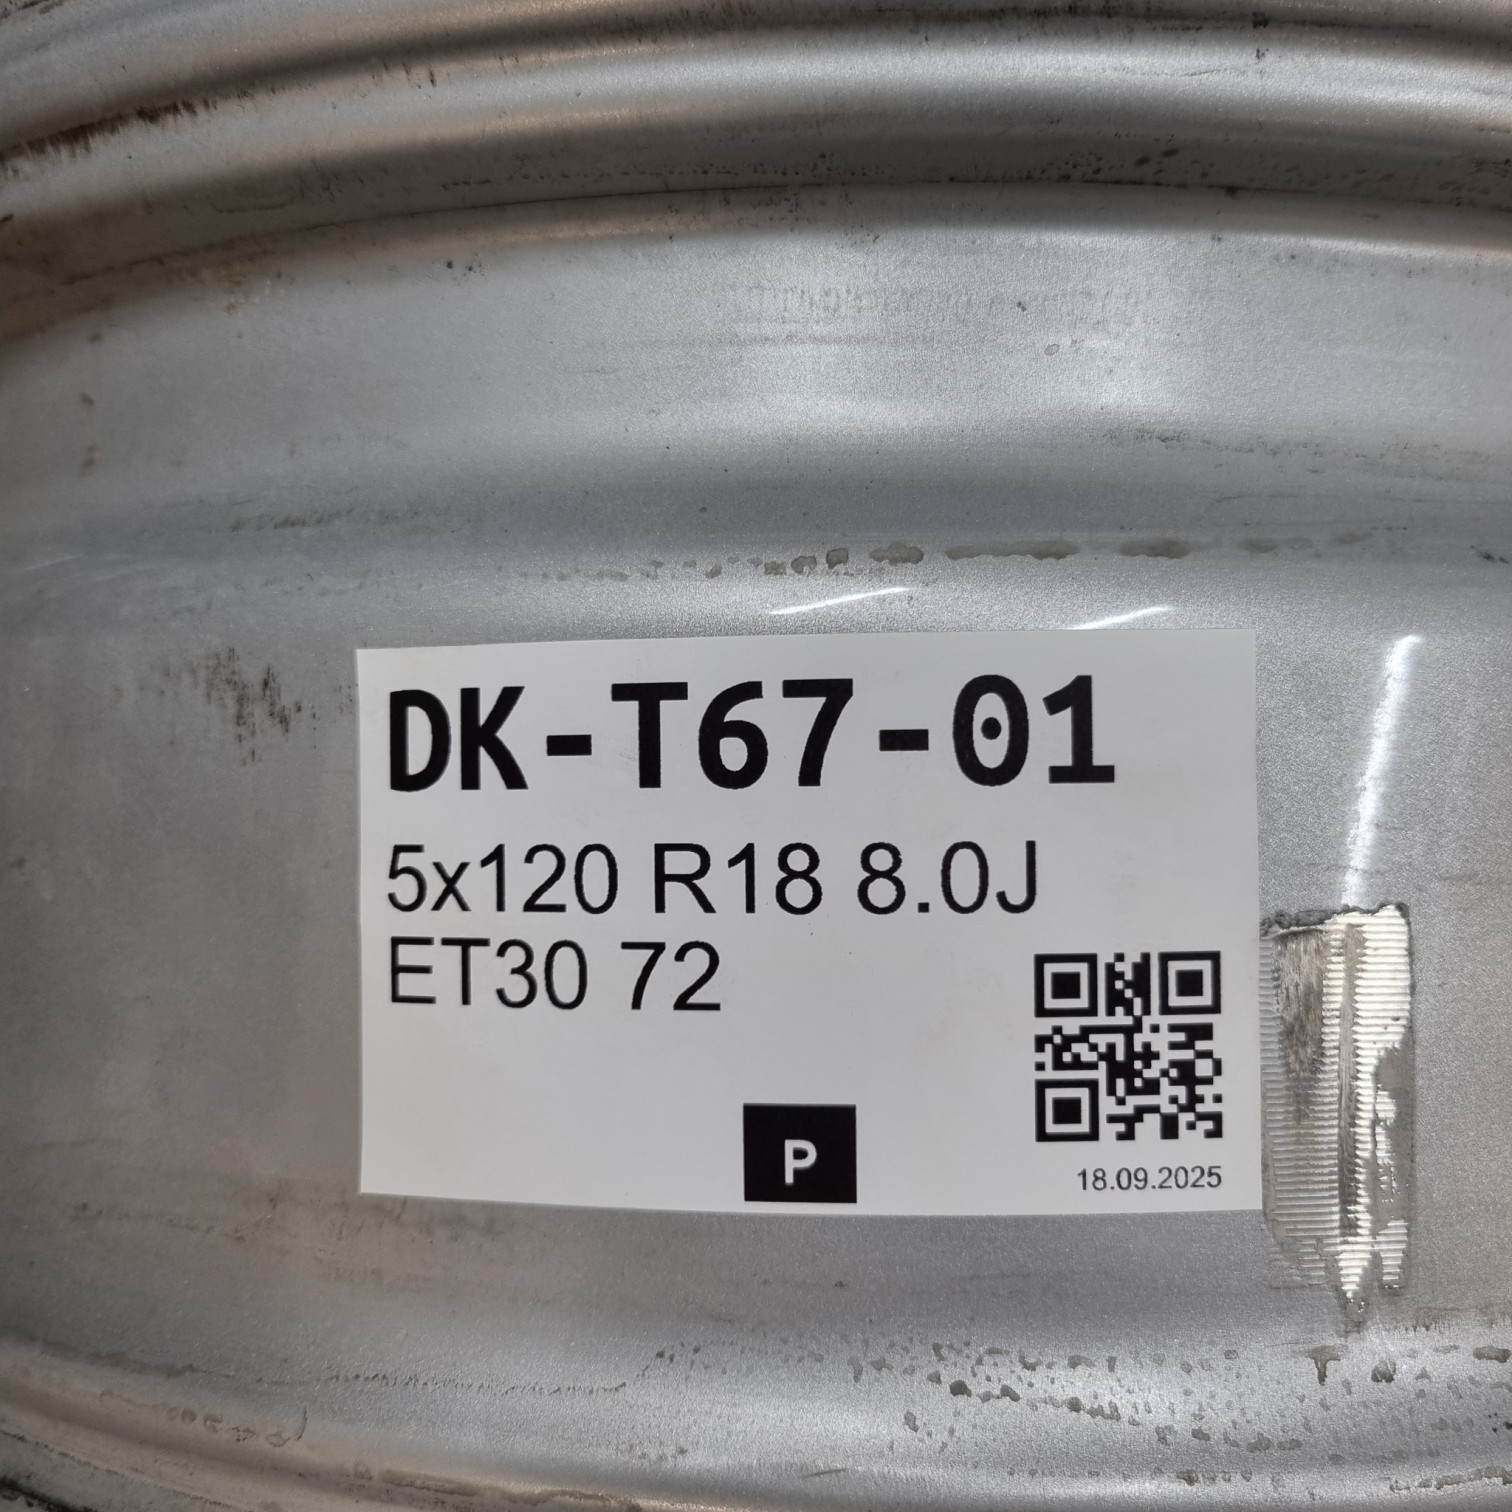 DK-T67-01
5x120 R18 8.0J
ET30 72
P
18.09.2025